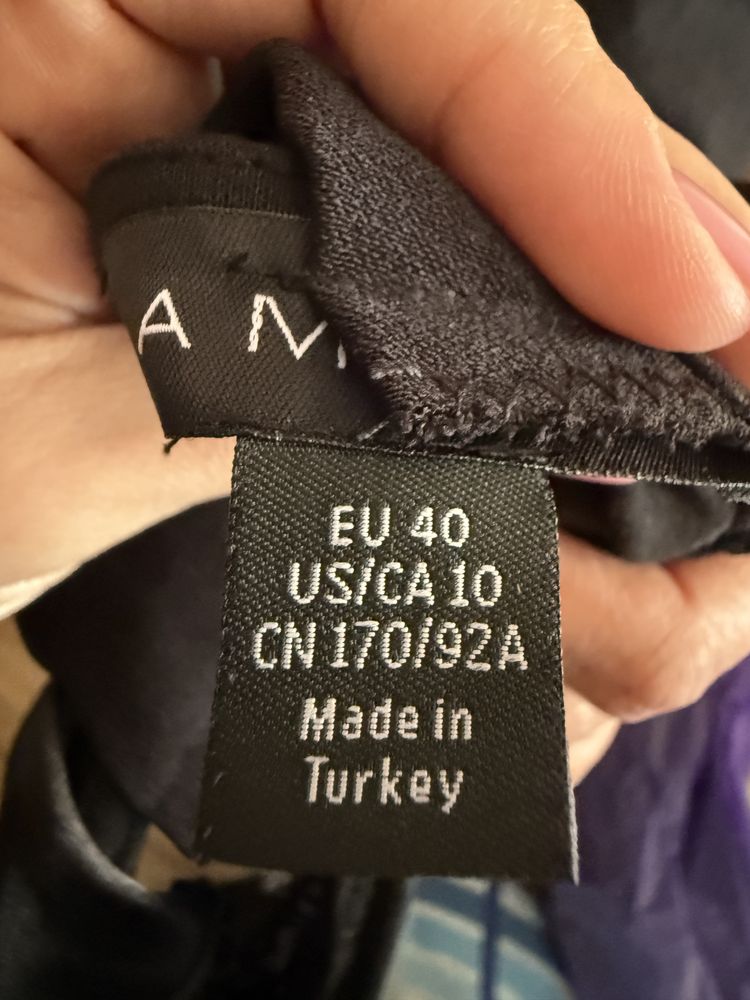 A M
EU 40
US/CA 10
CN 170/92A
Made in
Turkey